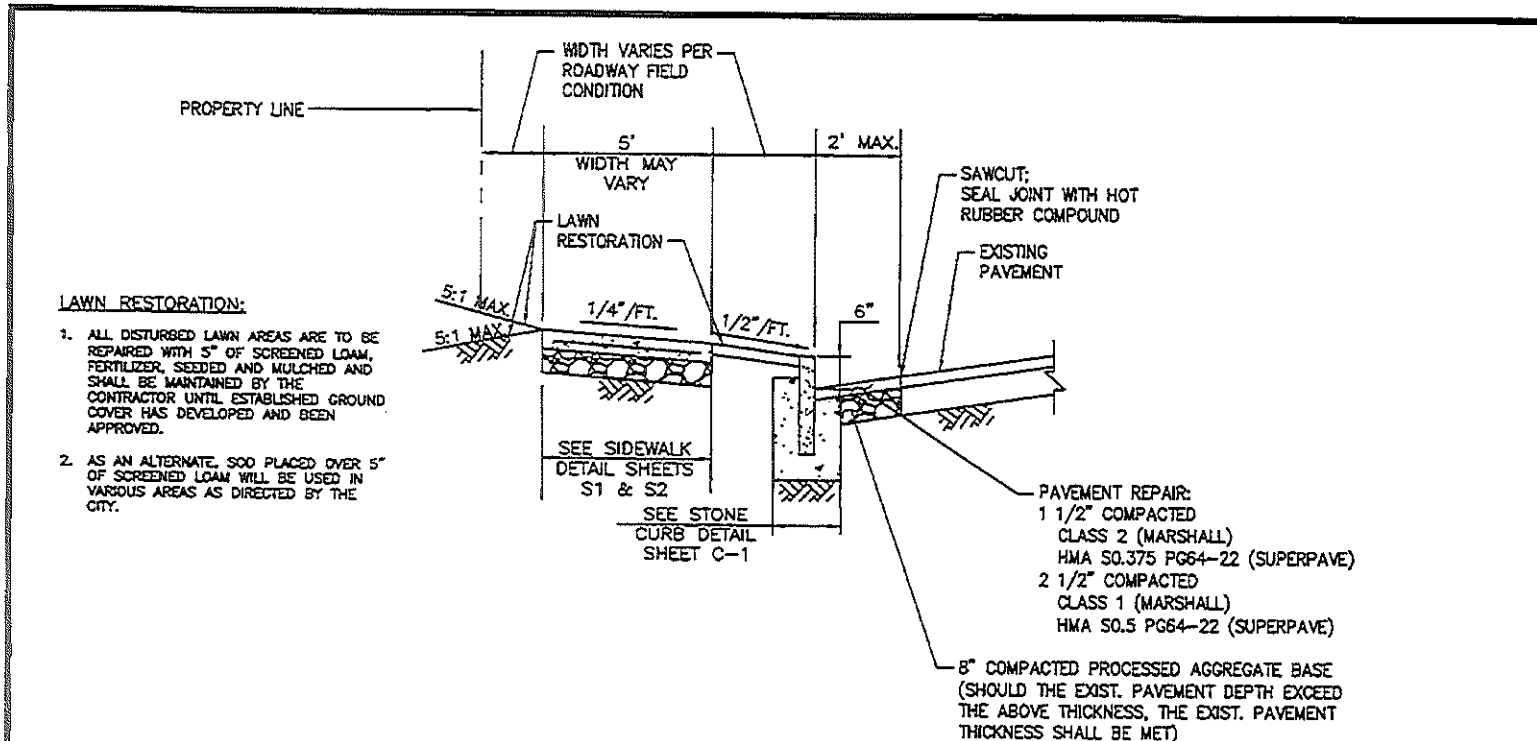 WIDTH VARIES PER
ROADWAY FIELD
CONDITION
PROPERTY LINE
5'
WIDTH MAY
VARY
2' MAX.
SAWCUT;
SEAL JOINT WITH HOT
RUBBER COMPOUND
LAWN
RESTORATION
EXISTING
PAVEMENT
LAWN RESTORATION:
1. ALL DISTURBED LAWN AREAS ARE TO BE
REPAIRED WITH 5" OF SCREENED LOAM,
FERTILIZER, SEEDED AND MULCHED AND
SHALL BE MAINTAINED BY THE
CONTRACTOR UNTIL ESTABLISHED GROUND
COVER HAS DEVELOPED AND BEEN
APPROVED.
2. AS AN ALTERNATE, SOD PLACED OVER 5"
OF SCREENED LOAM WILL BE USED IN
VARIOUS AREAS AS DIRECTED BY THE
CITY.
5:1 MAX.
5:1 MAX.
1/4"/FT.
1/2"/FT.
6"
SEE SIDEWALK
DETAIL SHEETS
S1 & S2
SEE STONE
CURB DETAIL
SHEET C-1
PAVEMENT REPAIR:
1 1/2" COMPACTED
CLASS 2 (MARSHALL)
HMA S0.375 PG64-22 (SUPERPAVE)
2 1/2" COMPACTED
CLASS 1 (MARSHALL)
HMA S0.5 PG64-22 (SUPERPAVE)
8" COMPACTED PROCESSED AGGREGATE BASE
(SHOULD THE EXIST. PAVEMENT DEPTH EXCEED
THE ABOVE THICKNESS, THE EXIST. PAVEMENT
THICKNESS SHALL BE MET)